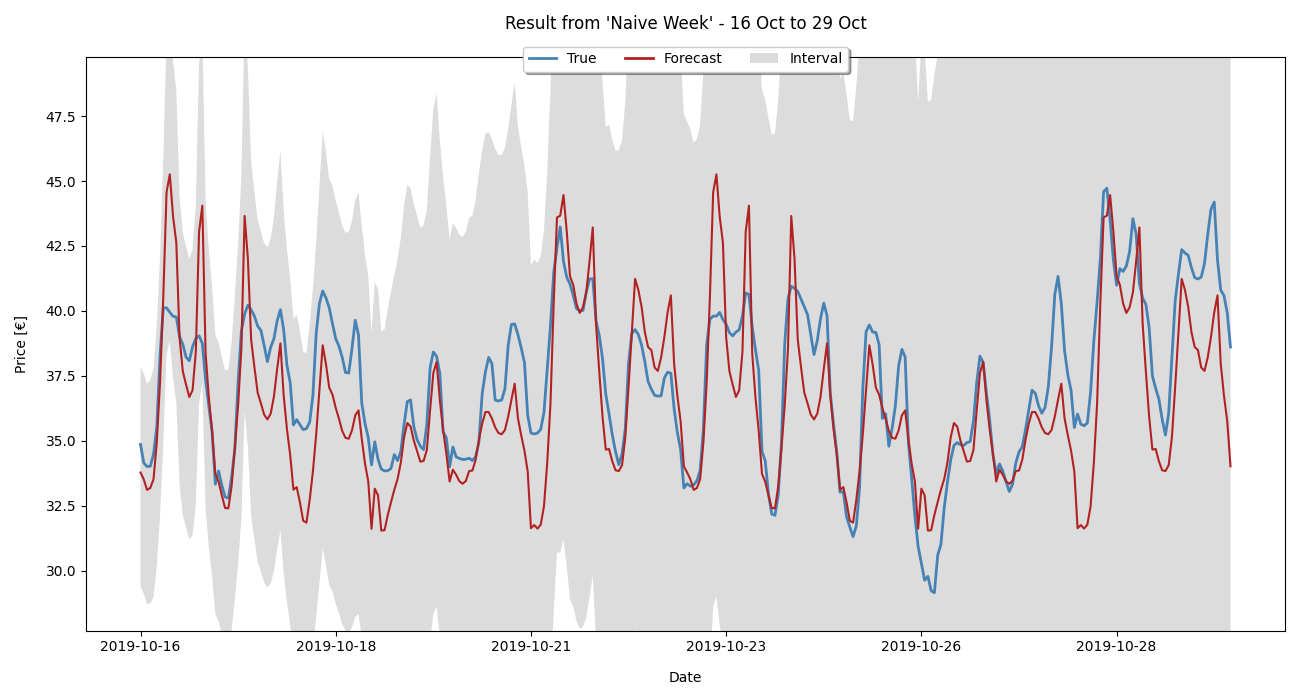 Result from 'Naive Week' - 16 Oct to 29 Oct
True Forecast Interval
Price [€]
47.5
45.0
42.5
40.0
37.5
35.0
32.5
30.0
2019-10-16 2019-10-18 2019-10-21 2019-10-23 2019-10-26 2019-10-28
Date